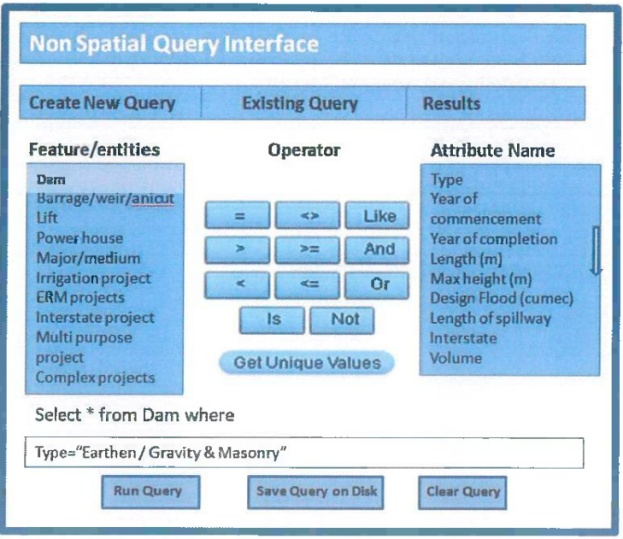 Non Spatial Query Interface
Create New Query Existing Query Results
Feature/entities Operator Attribute Name
Dam
Barrage/weir/anicut
Lift
Power house
Major/medium
Irrigation project
ERM projects
Interstate project
Multi purpose
project
Complex projects
= <> Like
> >= And
< <= Or
Is Not
Get Unique Values
Type
Year of
commencement
Year of completion
Length (m)
Max height (m)
Design Flood (cumec)
Length of spillway
Interstate
Volume
Select * from Dam where
Type="Earthen / Gravity & Masonry"
Run Query Save Query on Disk Clear Query